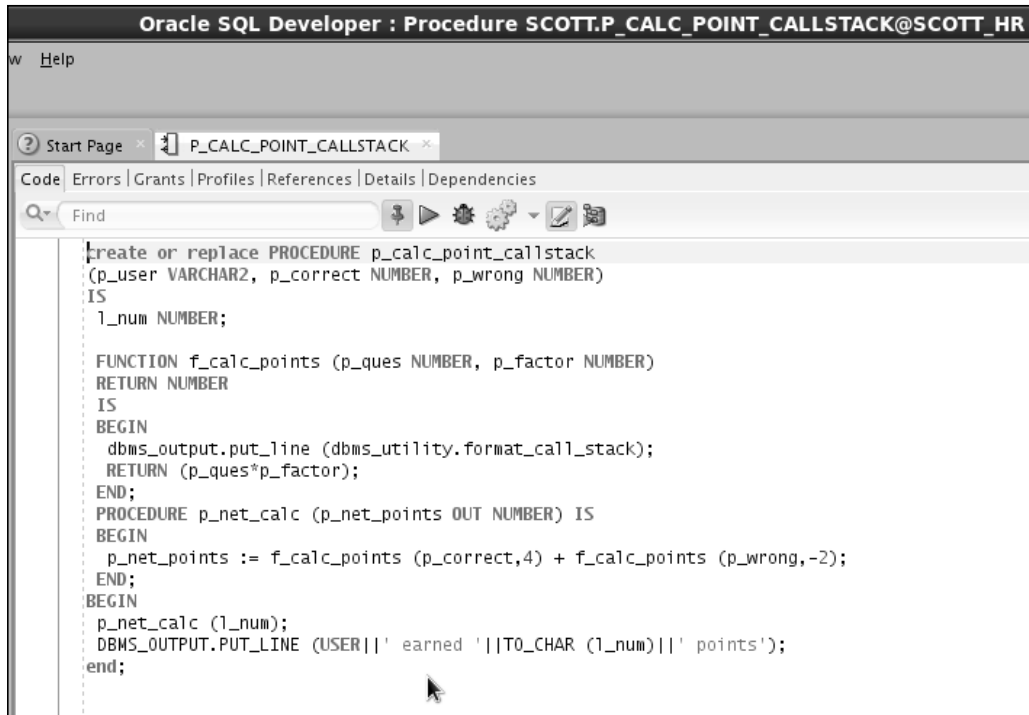 Oracle SQL Developer : Procedure SCOTT.P_CALC_POINT_CALLSTACK@SCOTT_HR
w Help
Start Page P_CALC_POINT_CALLSTACK
Code Errors | Grants | Profiles | References | Details | Dependencies
Find
create or replace PROCEDURE p_calc_point_callstack
(p_user VARCHAR2, p_correct NUMBER, p_wrong NUMBER)
IS
l_num NUMBER;
FUNCTION f_calc_points (p_ques NUMBER, p_factor NUMBER)
RETURN NUMBER
IS
BEGIN
dbms_output.put_line (dbms_utility.format_call_stack);
RETURN (p_ques*p_factor);
END;
PROCEDURE p_net_calc (p_net_points OUT NUMBER) IS
BEGIN
p_net_points := f_calc_points (p_correct,4) + f_calc_points (p_wrong,-2);
END;
BEGIN
p_net_calc (l_num);
DBMS_OUTPUT.PUT_LINE (USER||' earned '||TO_CHAR (l_num)||' points');
end;